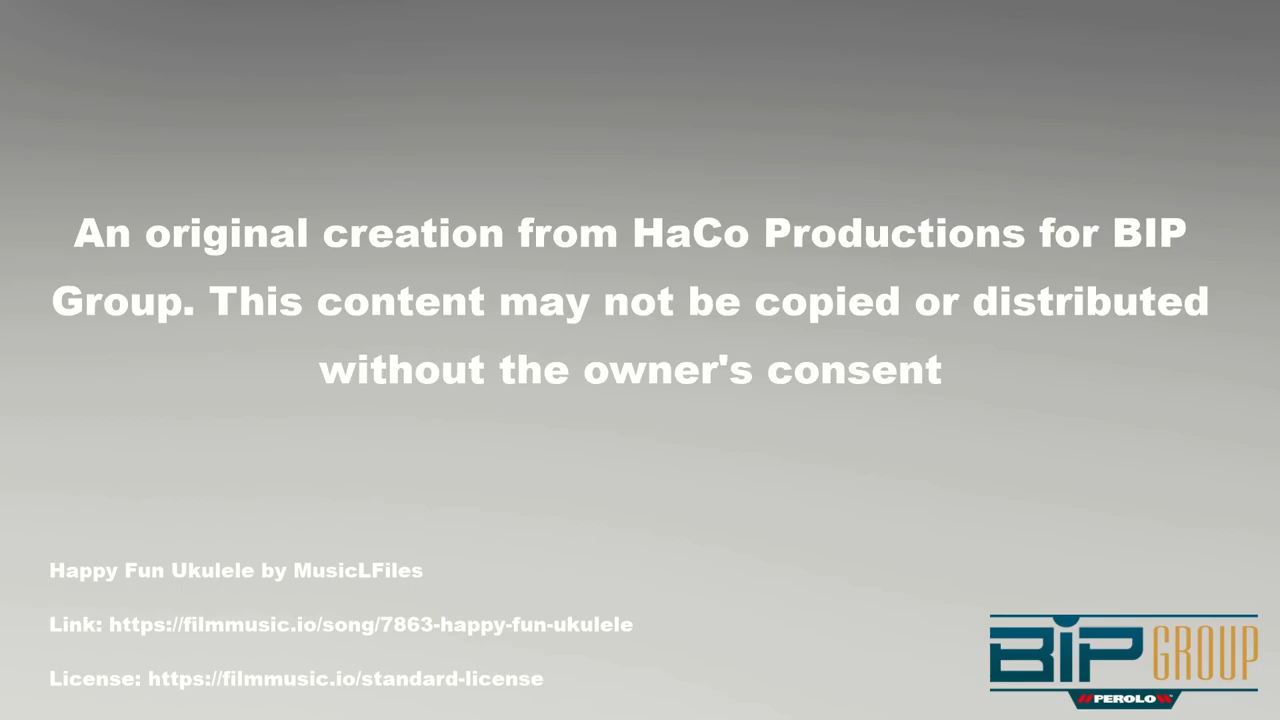 An original creation from HaCo Productions for BIP
Group. This content may not be copied or distributed
without the owner's consent
Happy Fun Ukulele by MusicLFiles
Link: https://filmmusic.io/song/7863-happy-fun-ukulele
License: https://filmmusic.io/standard-license
BIP GROUP
PEROLO